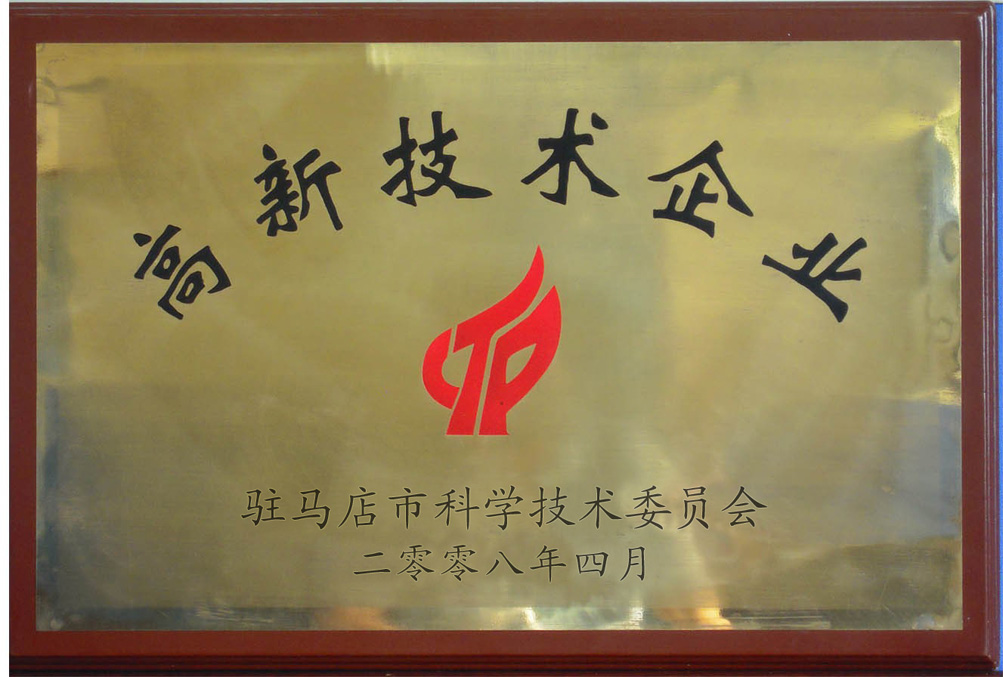 高新技术企业
驻马店市科学技术委员会
二零零八年四月